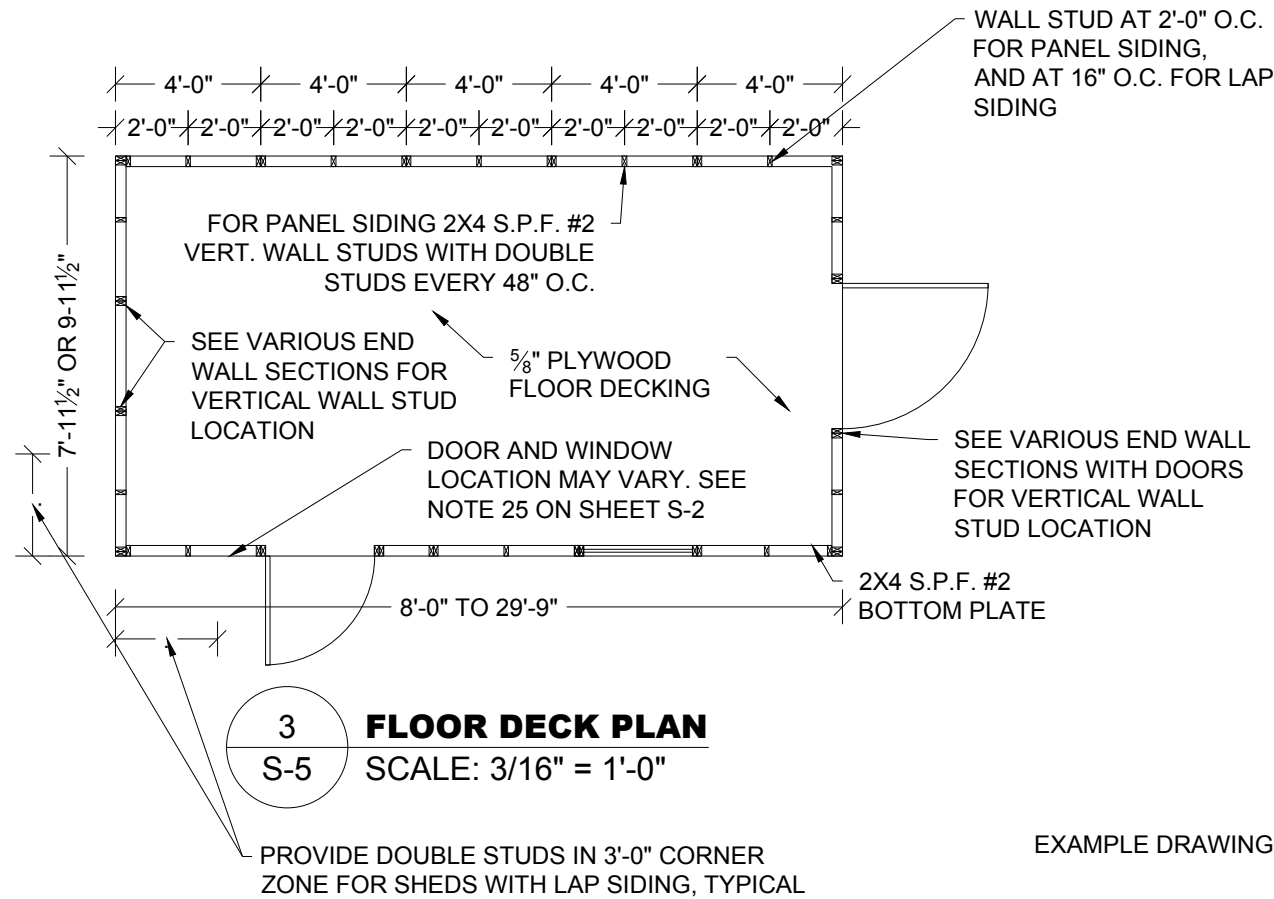 WALL STUD AT 2'-0" O.C.
FOR PANEL SIDING,
AND AT 16" O.C. FOR LAP
SIDING
4'-0" 4'-0" 4'-0" 4'-0" 4'-0"
2'-0" 2'-0" 2'-0" 2'-0" 2'-0" 2'-0" 2'-0" 2'-0" 2'-0" 2'-0"
FOR PANEL SIDING 2X4 S.P.F. #2
VERT. WALL STUDS WITH DOUBLE
STUDS EVERY 48" O.C.
7'-11½" OR 9-11½"
SEE VARIOUS END
WALL SECTIONS FOR
VERTICAL WALL STUD
LOCATION
⅝" PLYWOOD
FLOOR DECKING
DOOR AND WINDOW
LOCATION MAY VARY. SEE
NOTE 25 ON SHEET S-2
SEE VARIOUS END WALL
SECTIONS WITH DOORS
FOR VERTICAL WALL
STUD LOCATION
2X4 S.P.F. #2
BOTTOM PLATE
8'-0" TO 29'-9"
3
S-5
FLOOR DECK PLAN
SCALE: 3/16" = 1'-0"
PROVIDE DOUBLE STUDS IN 3'-0" CORNER
ZONE FOR SHEDS WITH LAP SIDING, TYPICAL
EXAMPLE DRAWING